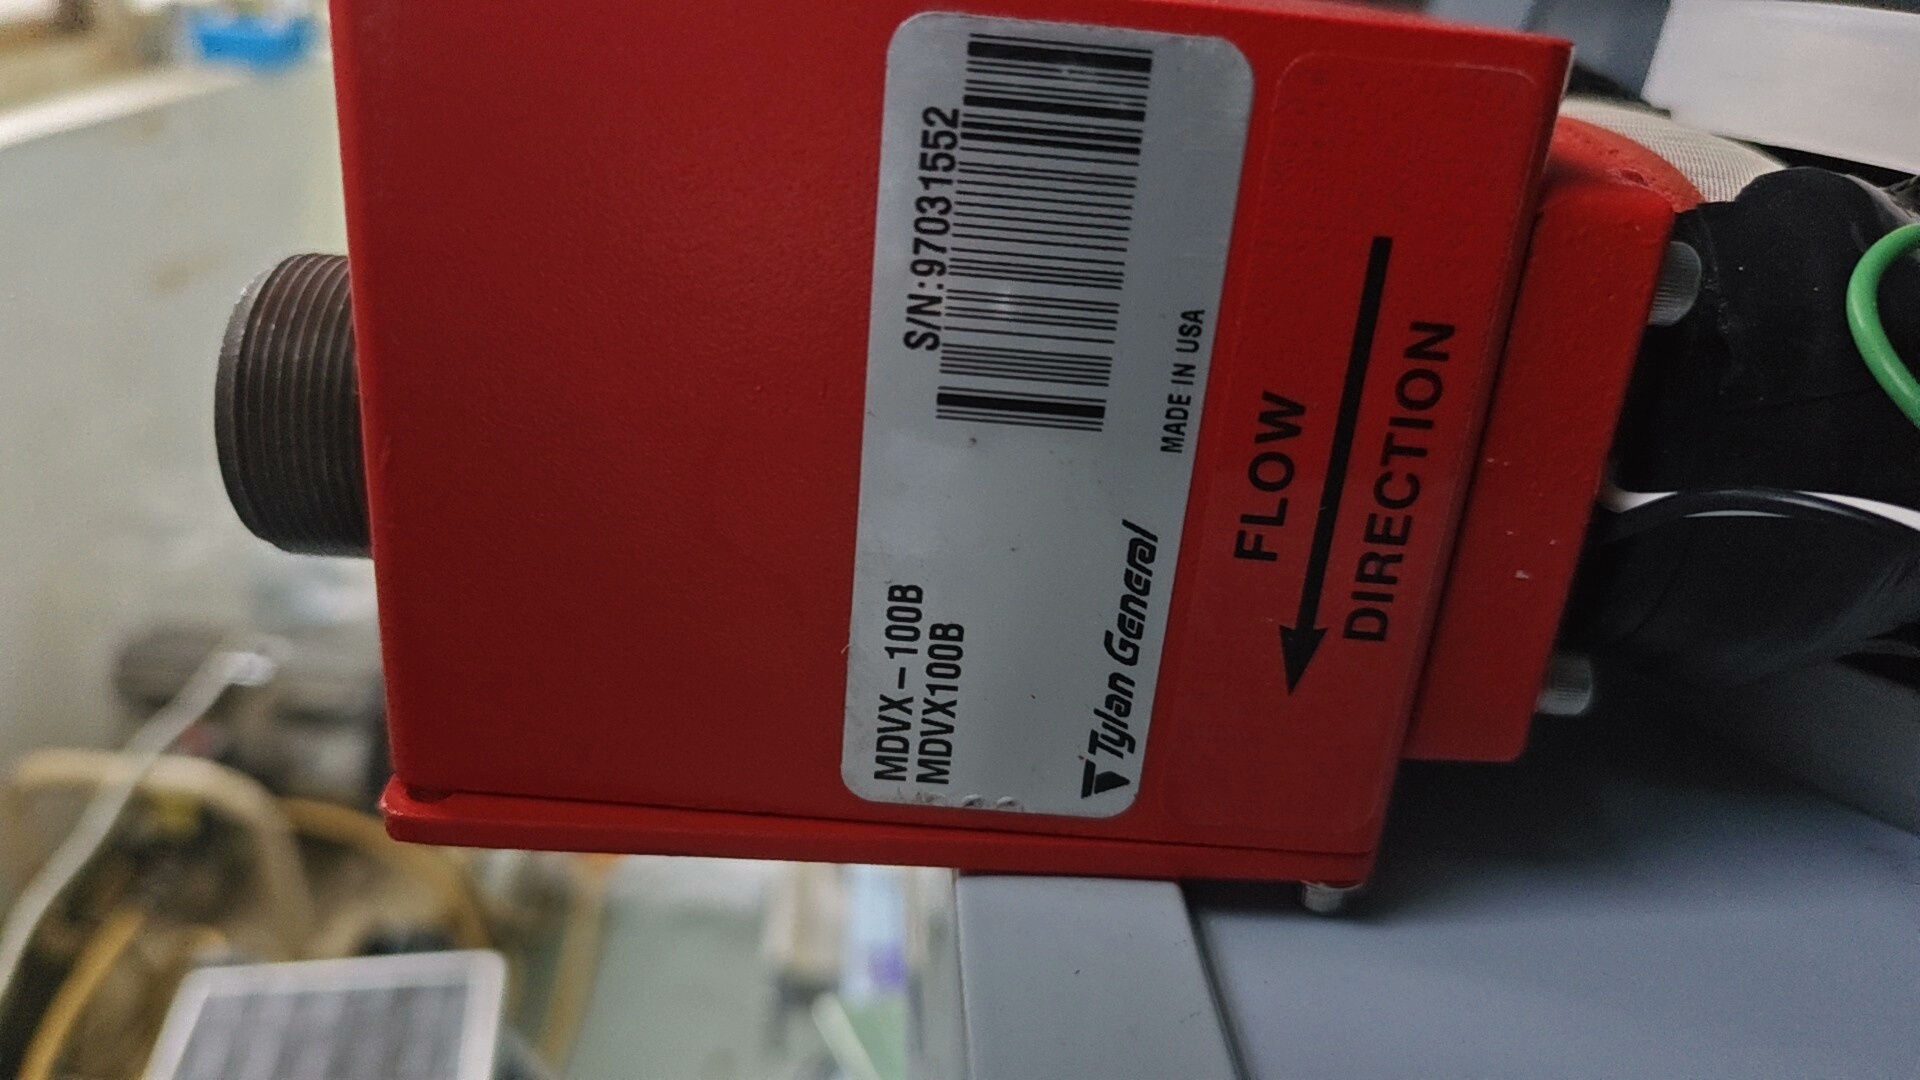 S/N:97031552
MDVX-100B
MDVX100B
MADE IN USA
Tylan General
FLOW
DIRECTION